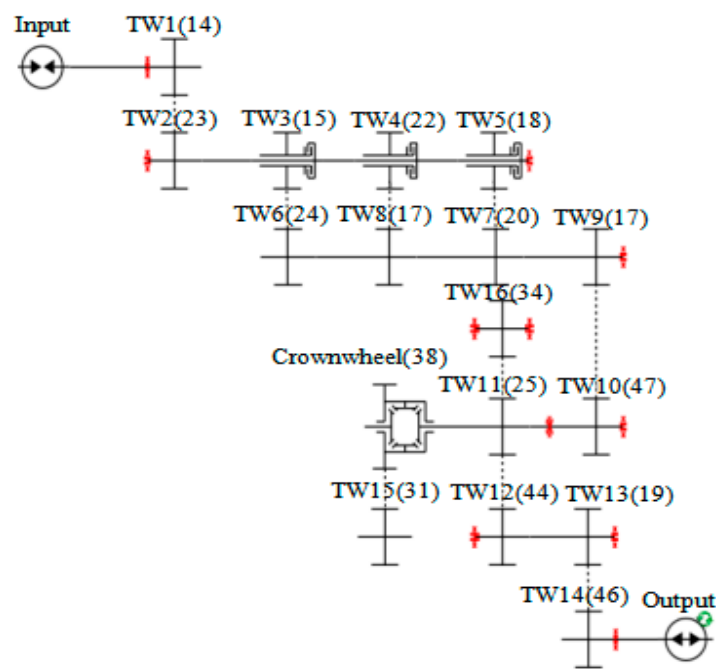 Input
TW1(14)
TW2(23)
TW3(15)
TW4(22)
TW5(18)
TW6(24)
TW8(17)
TW7(20)
TW9(17)
TW16(34)
Crownwheel(38)
TW11(25)
TW10(47)
TW15(31)
TW12(44)
TW13(19)
TW14(46)
Output